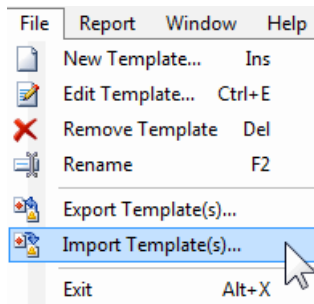 File Report Window Help
New Template... Ins
Edit Template... Ctrl+E
Remove Template Del
Rename F2
Export Template(s)...
Import Template(s)...
Exit Alt+X